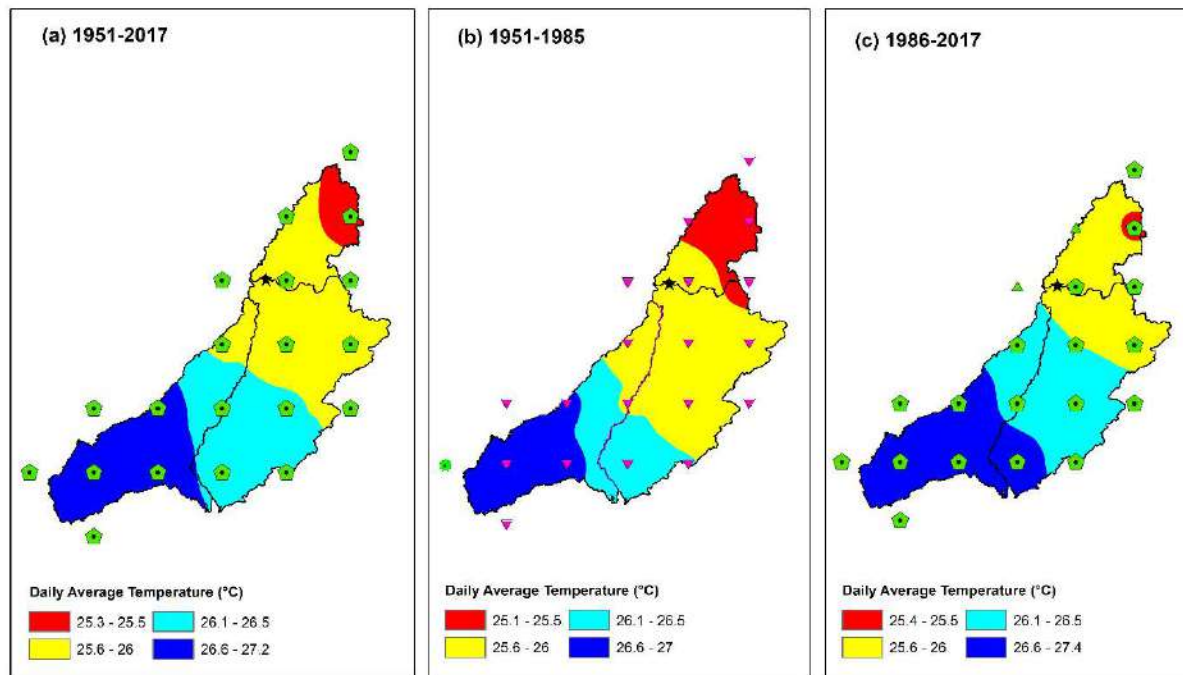 (a) 1951-2017
Daily Average Temperature (°C)
25.3 - 25.5
26.1 - 26.5
25.6 - 26
26.6 - 27.2
(b) 1951-1985
Daily Average Temperature (°C)
25.1 - 25.5
26.1 - 26.5
25.6 - 26
26.6 - 27
(c) 1986-2017
Daily Average Temperature (°C)
25.4 - 25.5
26.1 - 26.5
25.6 - 26
26.6 - 27.4